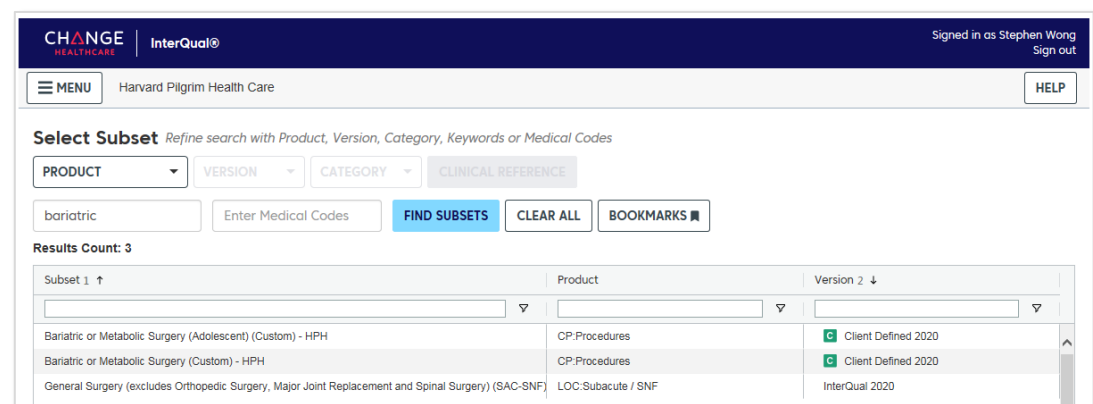 CHANGE HEALTHCARE InterQual®
Signed in as Stephen Wong
Sign out
MENU Harvard Pilgrim Health Care HELP
Select Subset Refine search with Product, Version, Category, Keywords or Medical Codes
PRODUCT VERSION CATEGORY CLINICAL REFERENCE
bariatric Enter Medical Codes FIND SUBSETS CLEAR ALL BOOKMARKS
Results Count: 3
Subset 1 ↑ Product Version 2 ↓
Bariatric or Metabolic Surgery (Adolescent) (Custom) - HPH CP:Procedures C Client Defined 2020
Bariatric or Metabolic Surgery (Custom) - HPH CP:Procedures C Client Defined 2020
General Surgery (excludes Orthopedic Surgery, Major Joint Replacement and Spinal Surgery) (SAC-SNF) LOC:Subacute / SNF InterQual 2020